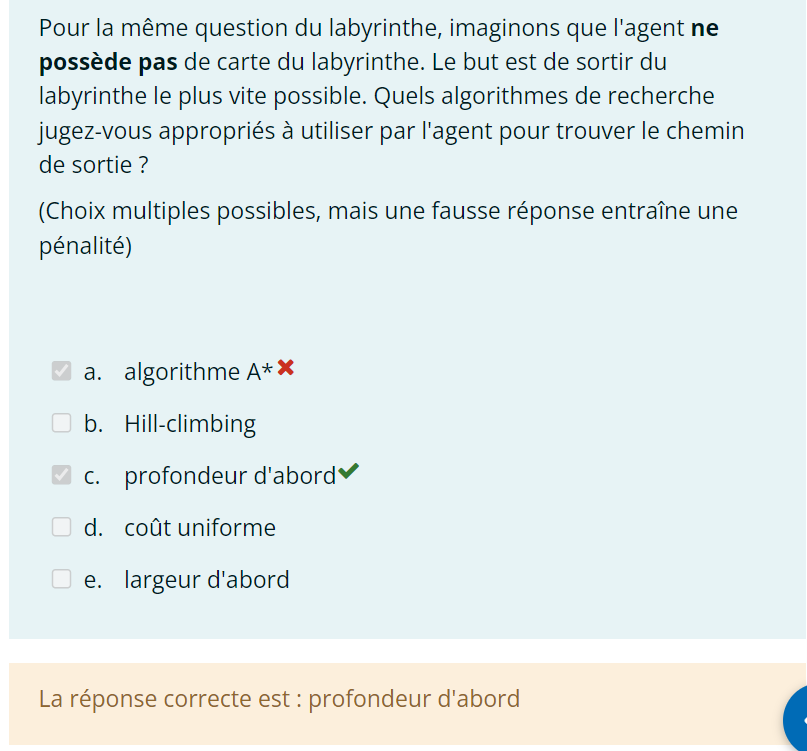 Pour la même question du labyrinthe, imaginons que l'agent ne
possède pas de carte du labyrinthe. Le but est de sortir du
labyrinthe le plus vite possible. Quels algorithmes de recherche
jugez-vous appropriés à utiliser par l'agent pour trouver le chemin
de sortie ?
(Choix multiples possibles, mais une fausse réponse entraîne une
pénalité)
a. algorithme A*
b. Hill-climbing
c. profondeur d'abord
d. coût uniforme
e. largeur d'abord
La réponse correcte est : profondeur d'abord